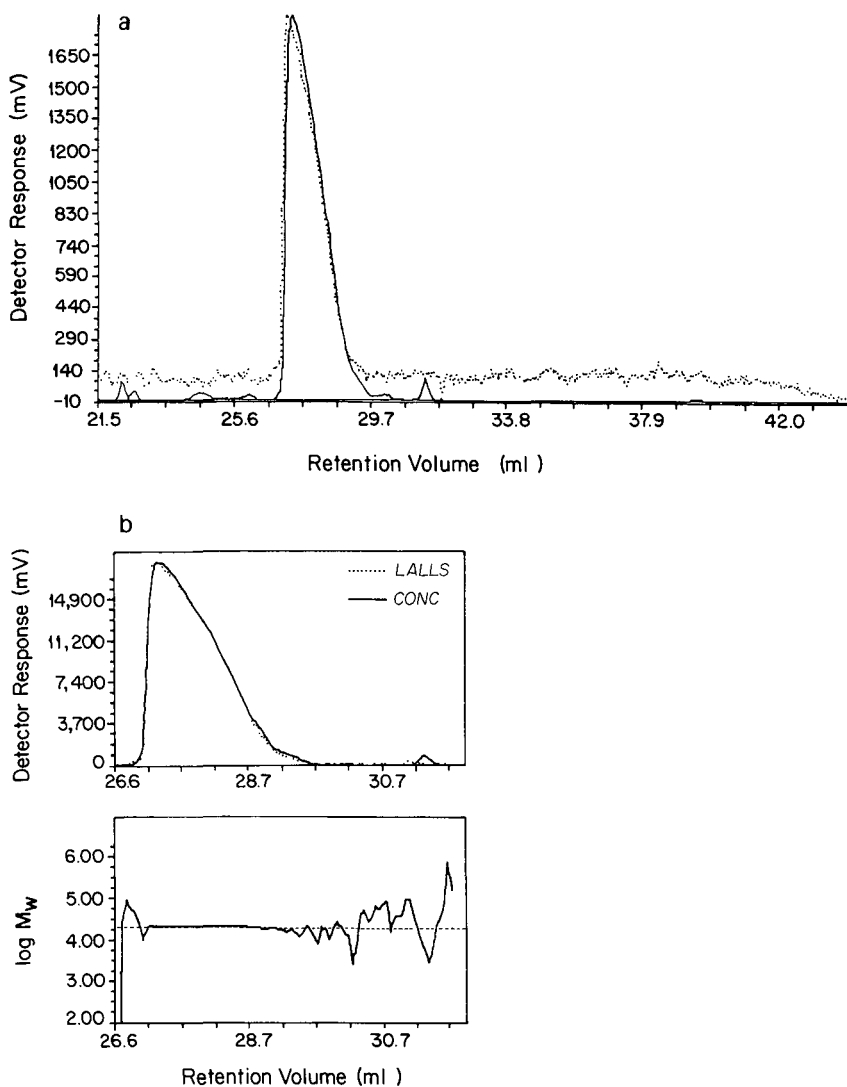 a
Detector Response (mV)
1650
1500
1350
1200
1050
830
740
590
440
290
140
-10
21.5 25.6 29.7 33.8 37.9 42.0
Retention Volume (ml)
b
Detector Response (mV)
14,900
11,200
7,400
3,700
0
LALLS
CONC
26.6 28.7 30.7
log Mw
6.00
5.00
4.00
3.00
2.00
26.6 28.7 30.7
Retention Volume (ml)